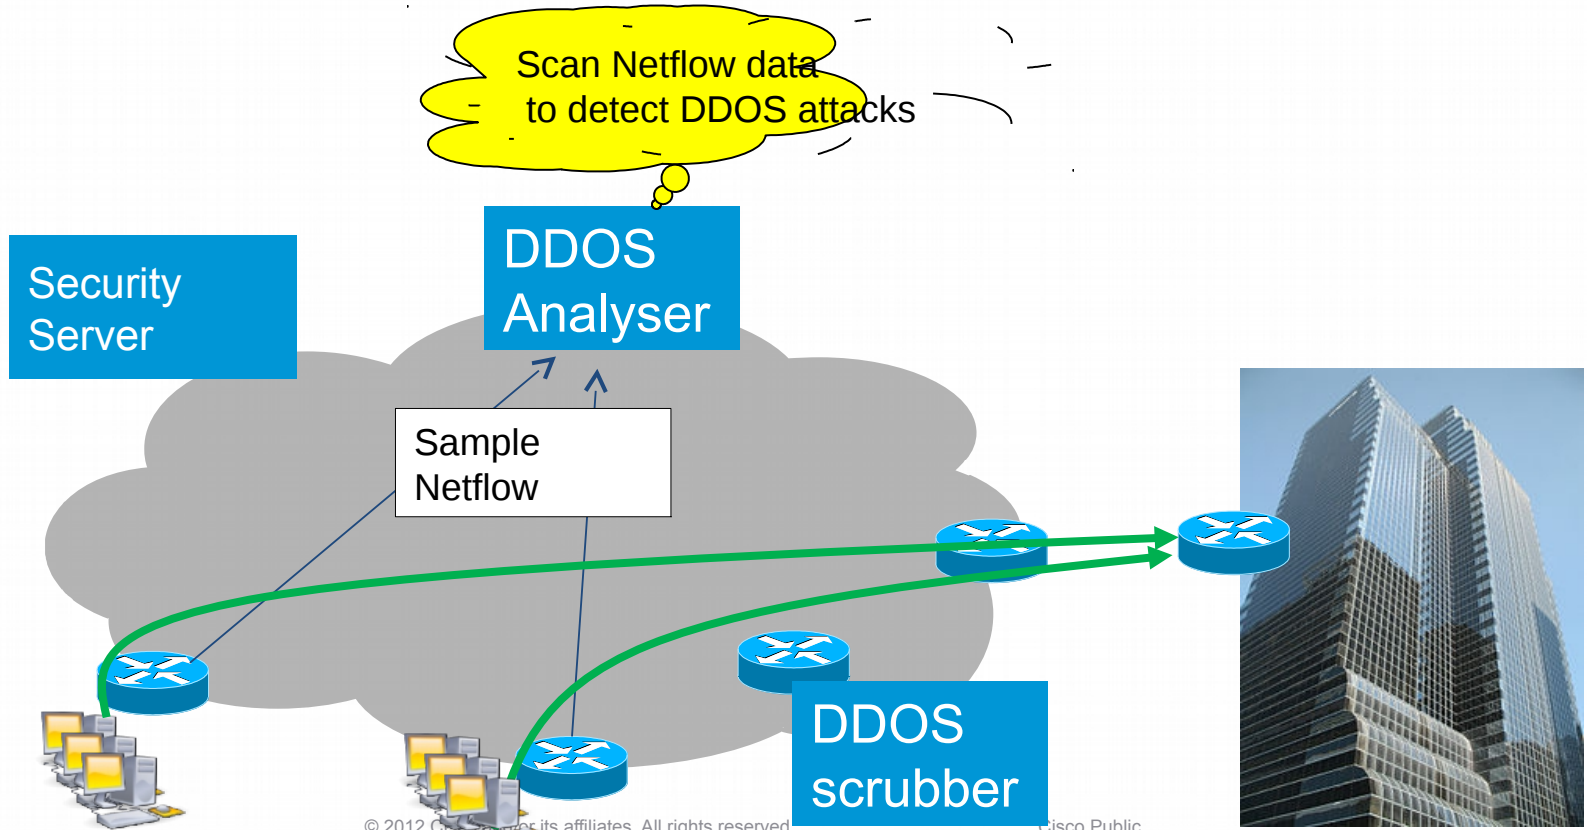 Scan Netflow data
to detect DDOS attacks
DDOS
Analyser
Security
Server
Sample
Netflow
DDOS
scrubber
© 2012 its affiliates. All rights reserved
Cisco Public